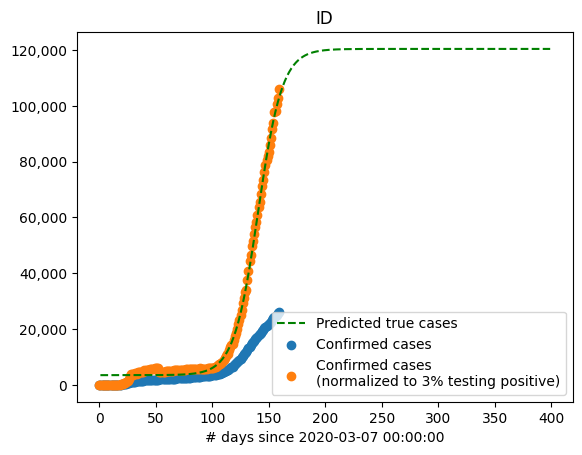 ID
120,000
100,000
80,000
60,000
40,000
20,000
0
Predicted true cases
Confirmed cases
Confirmed cases
(normalized to 3% testing positive)
0 50 100 150 200 250 300 350 400
# days since 2020-03-07 00:00:00